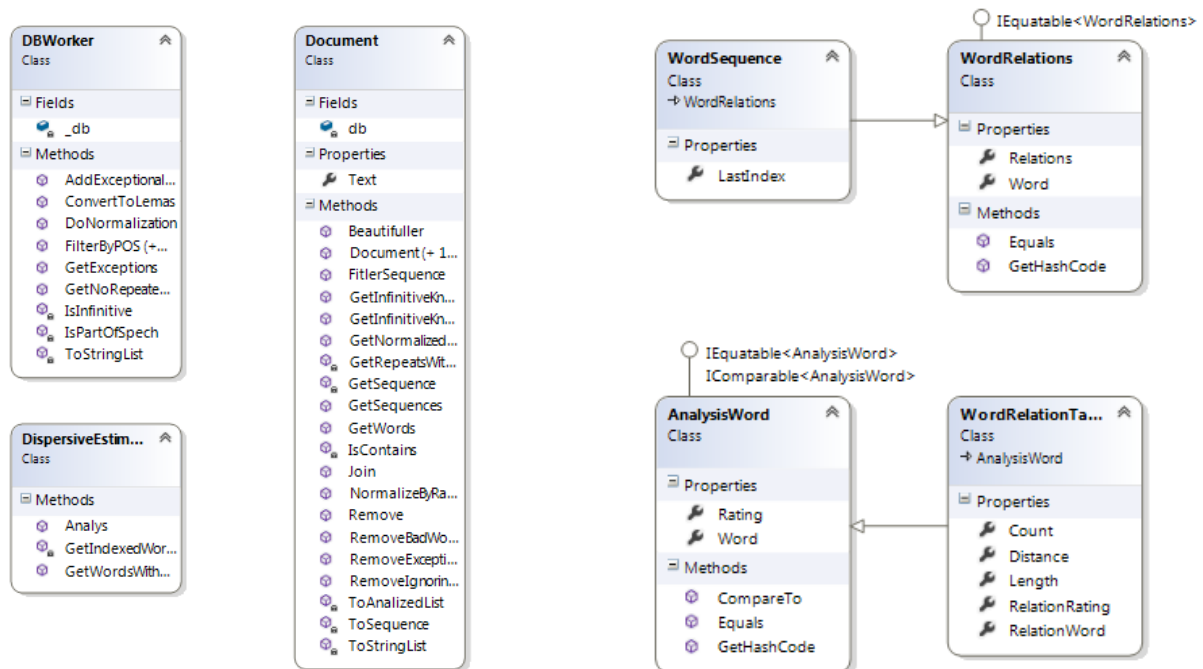 DBWorker
Class
Fields
_db
Methods
AddExceptional...
ConvertToLemas
DoNormalization
FilterByPOS (+...
GetExceptions
GetNoRepeate...
IsInfinitive
IsPartOfSpech
ToStringList
DispersiveEstim...
Class
Methods
Analys
GetIndexedWor...
GetWordsWith...
Document
Class
Fields
db
Properties
Text
Methods
Beautifuller
Document (+ 1...
FitlerSequence
GetInfinitiveKn...
GetInfinitiveKn...
GetNormalized...
GetRepeatsWit...
GetSequence
GetSequences
GetWords
IsContains
Join
NormalizeByRa...
Remove
RemoveBadWo...
RemoveExcepti...
RemoveIgnorin...
ToAnalizedList
ToSequence
ToStringList
WordSequence
Class
WordRelations
Properties
LastIndex
IEquatable<WordRelations>
WordRelations
Class
Properties
Relations
Word
Methods
Equals
GetHashCode
IEquatable<AnalysisWord>
IComparable<AnalysisWord>
AnalysisWord
Class
Properties
Rating
Word
Methods
CompareTo
Equals
GetHashCode
WordRelationTa...
Class
AnalysisWord
Properties
Count
Distance
Length
RelationRating
RelationWord